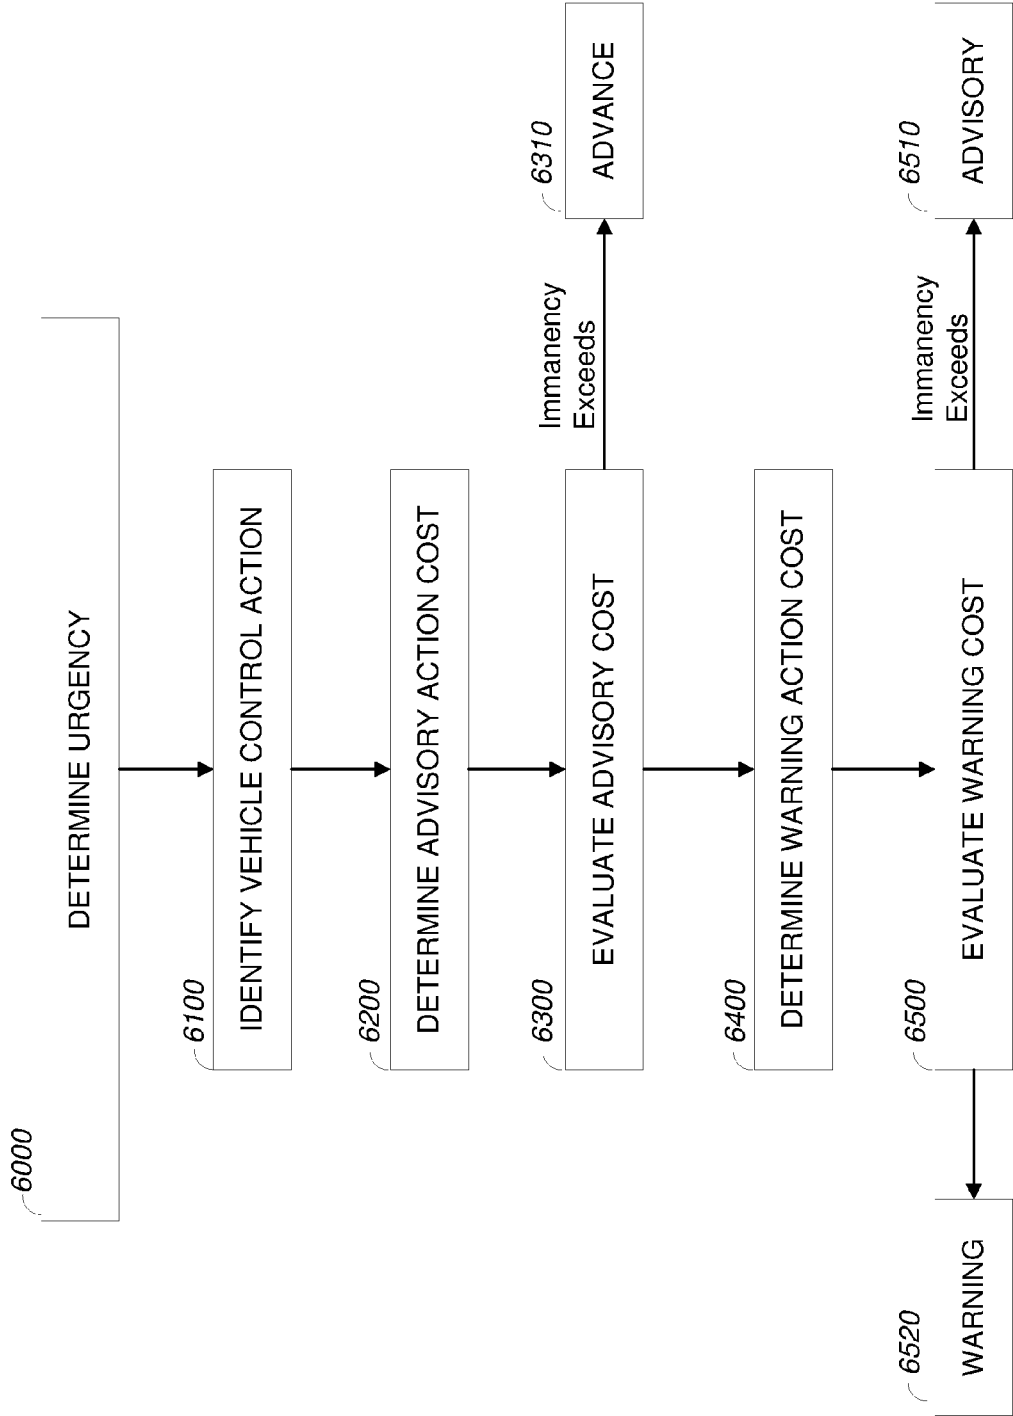 6000
DETERMINE URGENCY
6100
IDENTIFY VEHICLE CONTROL ACTION
6200
DETERMINE ADVISORY ACTION COST
6300
EVALUATE ADVISORY COST
Immanency
Exceeds
6310
ADVANCE
6400
DETERMINE WARNING ACTION COST
6500
EVALUATE WARNING COST
Immanency
Exceeds
6510
ADVISORY
6520
WARNING